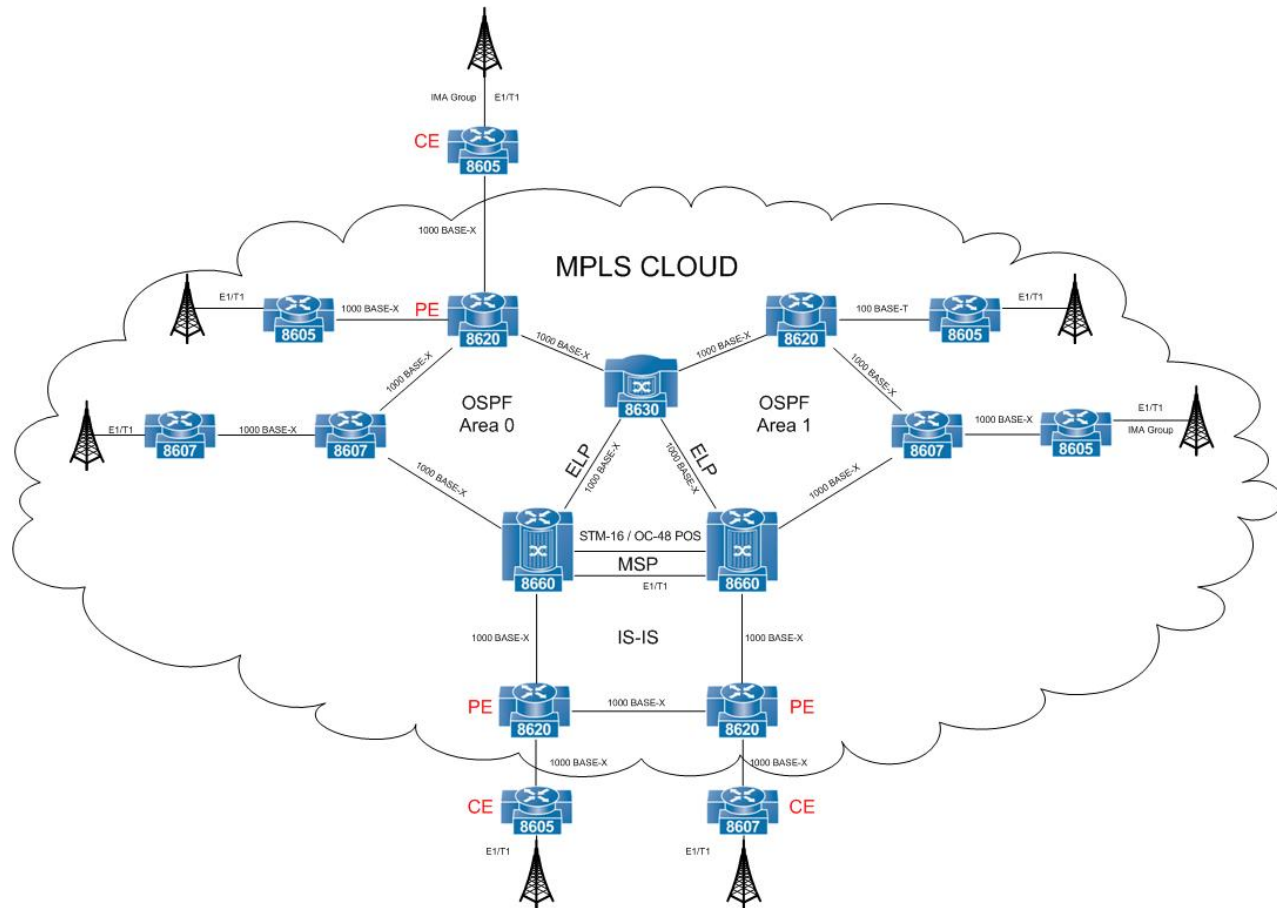 IMA Group
E1/T1
CE
8605
1000 BASE-X
MPLS CLOUD
E1/T1
8605
1000 BASE-X
PE
8620
1000 BASE-X
1000 BASE-X
8620
100 BASE-T
8605
E1/T1
1000 BASE-X
OSPF
Area 0
8630
OSPF
Area 1
1000 BASE-X
E1/T1
8607
1000 BASE-X
8607
8607
1000 BASE-X
8605
E1/T1
IMA Group
1000 BASE-X
ELP
1000 BASE-X
ELP
1000 BASE-X
1000 BASE-X
8660
STM-16 / OC-48 POS
MSP
E1/T1
8660
1000 BASE-X
IS-IS
1000 BASE-X
PE
8620
1000 BASE-X
8620
PE
1000 BASE-X
1000 BASE-X
CE
8605
8607
CE
E1/T1
E1/T1